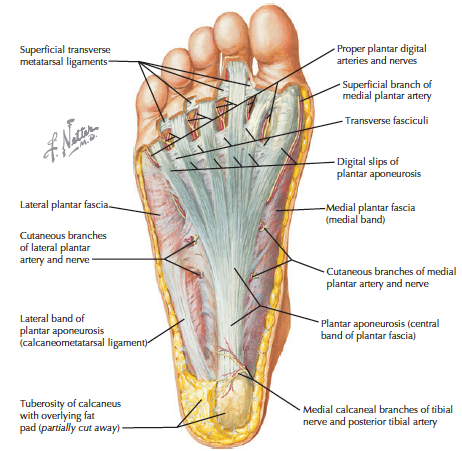 Superficial transverse
metatarsal ligaments
F. Netter
M.D.
Lateral plantar fascia
Cutaneous branches
of lateral plantar
artery and nerve
Lateral band of
plantar aponeurosis
(calcaneometatarsal ligament)
Tuberosity of calcaneus
with overlying fat
pad (partially cut away)
Proper plantar digital
arteries and nerves
Superficial branch of
medial plantar artery
Transverse fasciculi
Digital slips of
plantar aponeurosis
Medial plantar fascia
(medial band)
Cutaneous branches of medial
plantar artery and nerve
Plantar aponeurosis (central
band of plantar fascia)
Medial calcaneal branches of tibial
nerve and posterior tibial artery